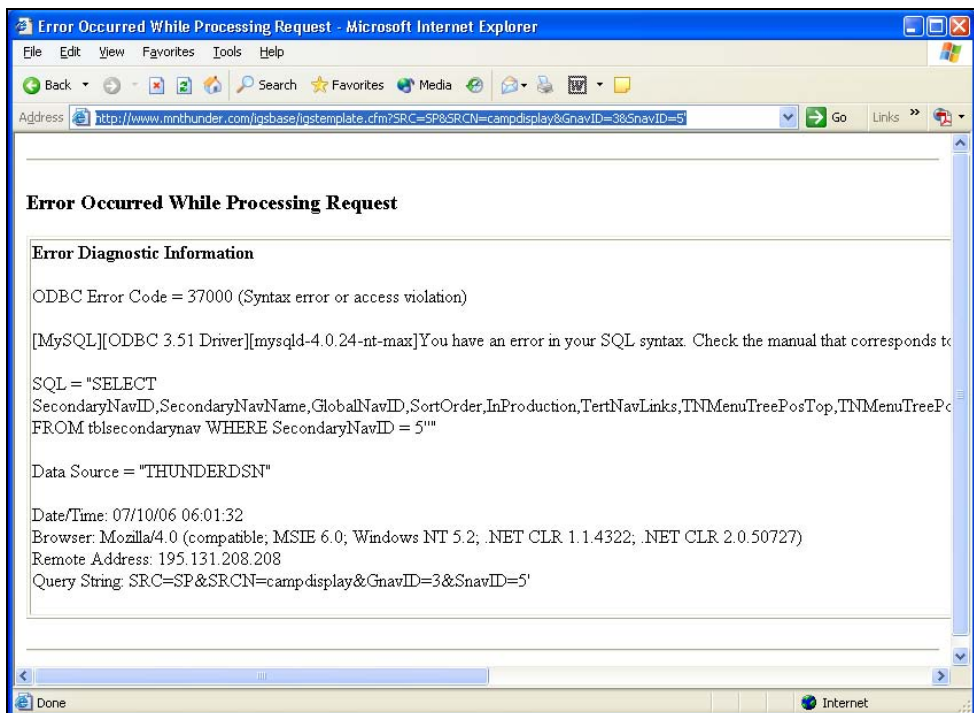 Error Occurred While Processing Request - Microsoft Internet Explorer
File Edit View Favorites Tools Help
Back Search Favorites Media
Address http://www.mnthunder.com/igsbase/igstemplate.cfm?SRC=SP&SRCN=campdisplay&GnavID=3&SnavID=5' Go Links »
Error Occurred While Processing Request
Error Diagnostic Information
ODBC Error Code = 37000 (Syntax error or access violation)
[MySQL][ODBC 3.51 Driver][mysqld-4.0.24-nt-max]You have an error in your SQL syntax. Check the manual that corresponds to
SQL = "SELECT
SecondaryNavID,SecondaryNavName,GlobalNavID,SortOrder,InProduction,TertNavLinks,TNMenuTreePosTop,TNMenuTreePo
FROM tblsecondarynav WHERE SecondaryNavID = 5'"
Data Source = "THUNDERDSN"
Date/Time: 07/10/06 06:01:32
Browser: Mozilla/4.0 (compatible; MSIE 6.0; Windows NT 5.2; .NET CLR 1.1.4322; .NET CLR 2.0.50727)
Remote Address: 195.131.208.208
Query String: SRC=SP&SRCN=campdisplay&GnavID=3&SnavID=5'
Done Internet